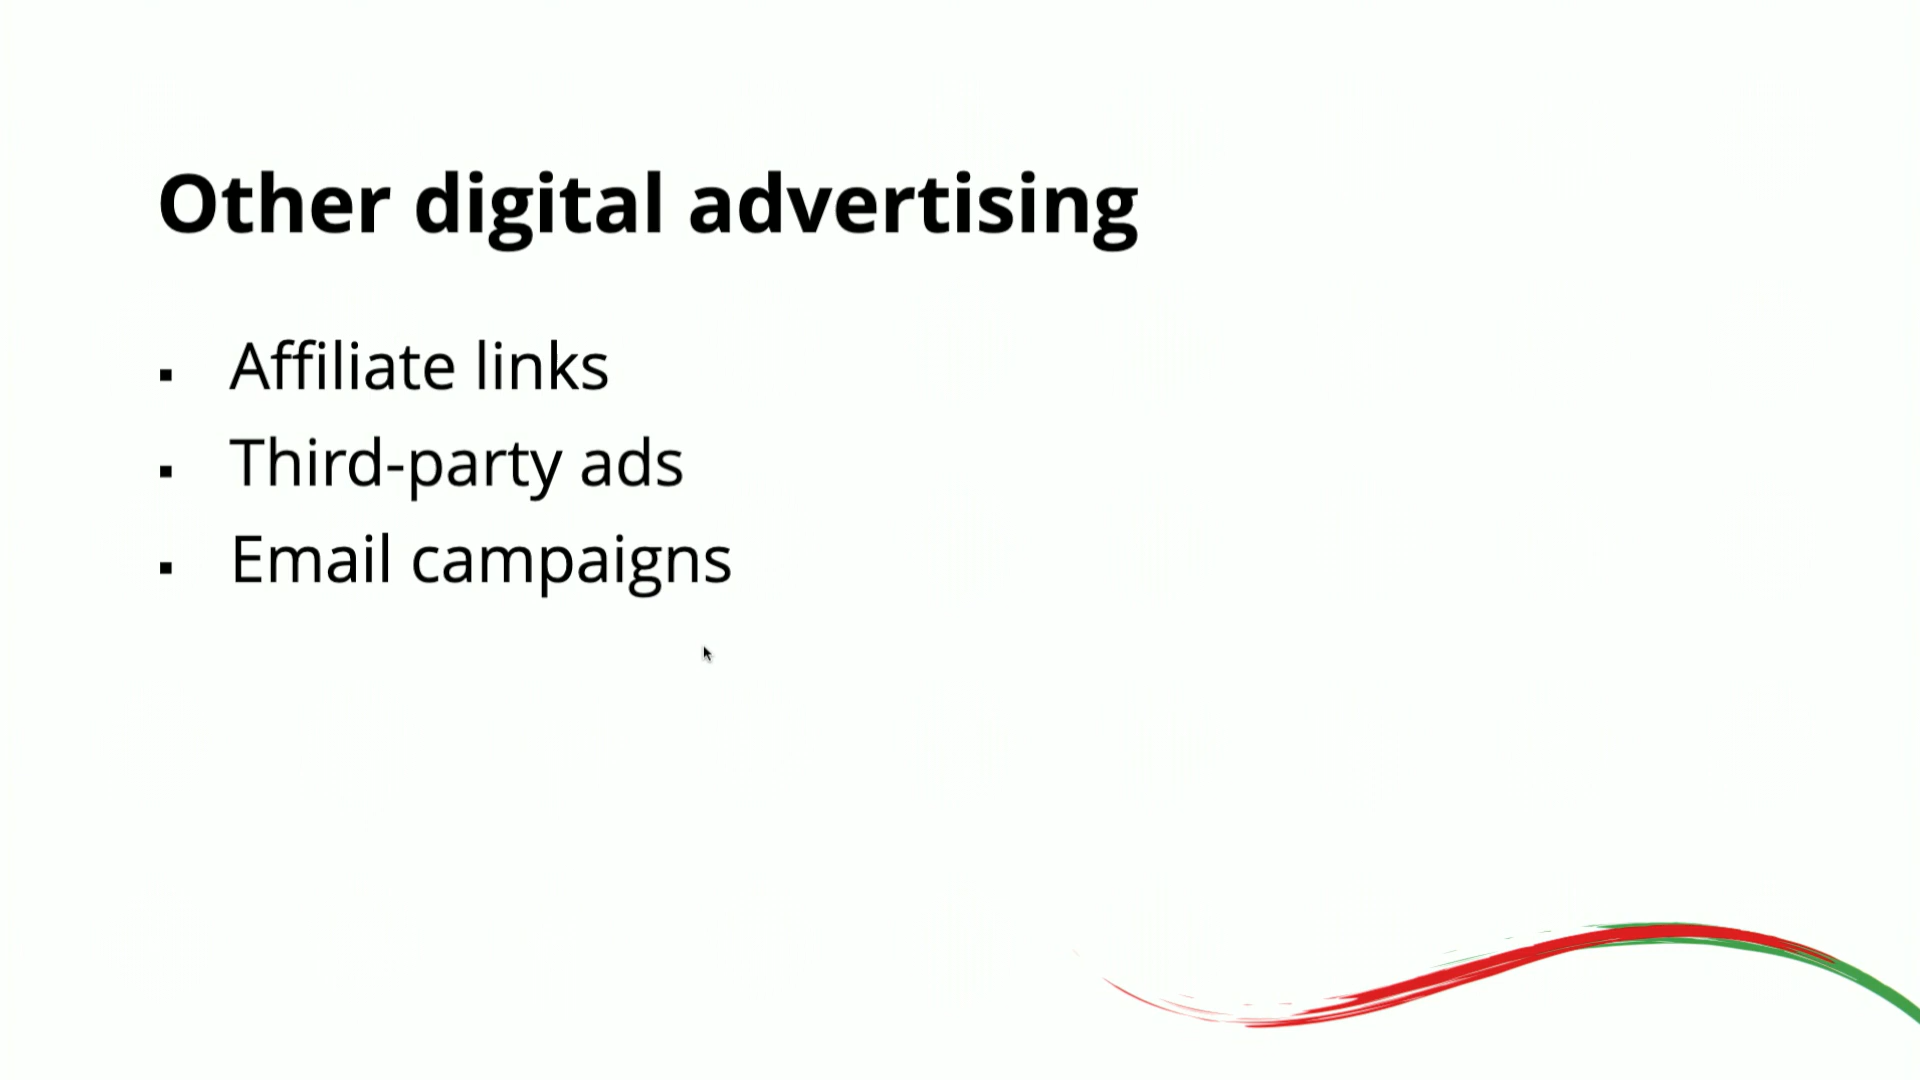 Other digital advertising
▪ Affiliate links
▪ Third-party ads
▪ Email campaigns